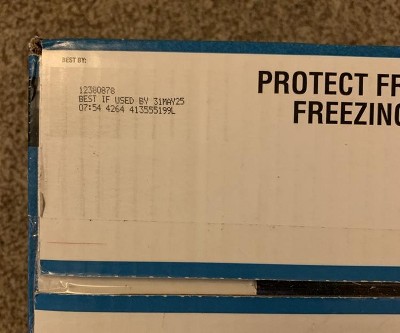 BEST BY:
12380878
BEST IF USED BY 31MAY25
07:54 4264 413555199L
PROTECT FR
FREEZING